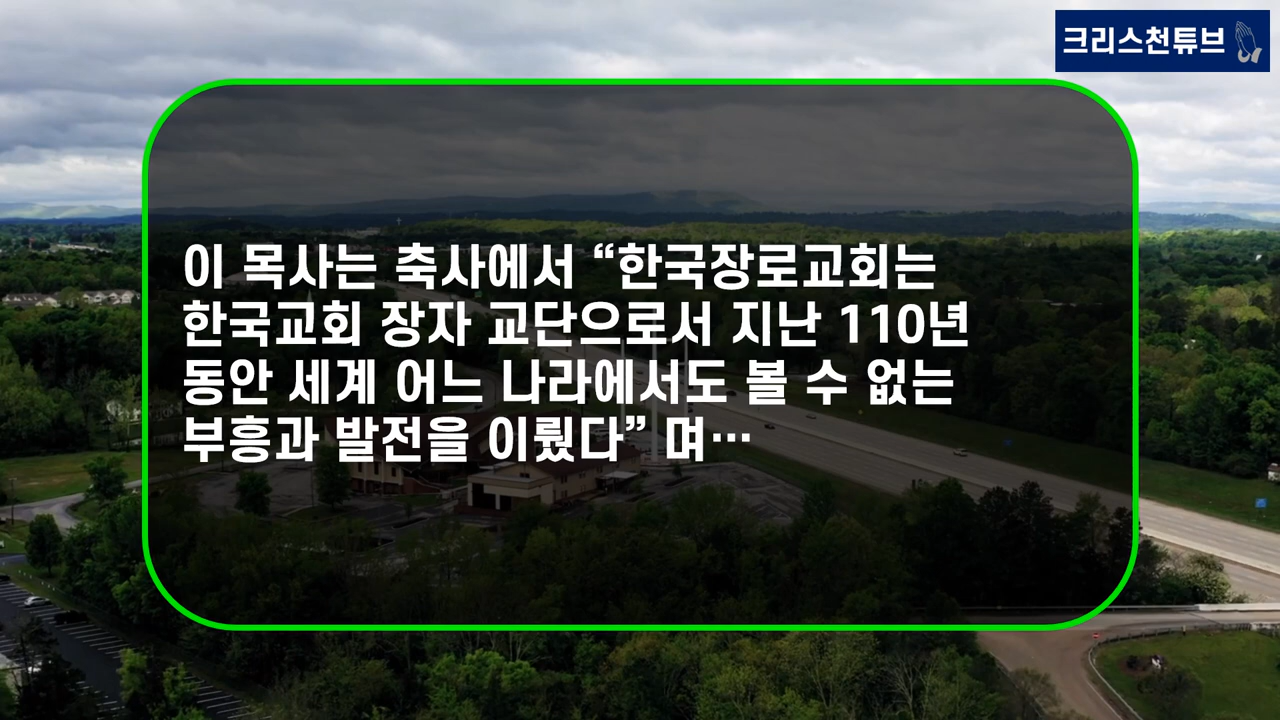 크리스천튜브
이 목사는 축사에서 “한국장로교회는
한국교회 장자 교단으로서 지난 110년
동안 세계 어느 나라에서도 볼 수 없는
부흥과 발전을 이뤘다” 며…